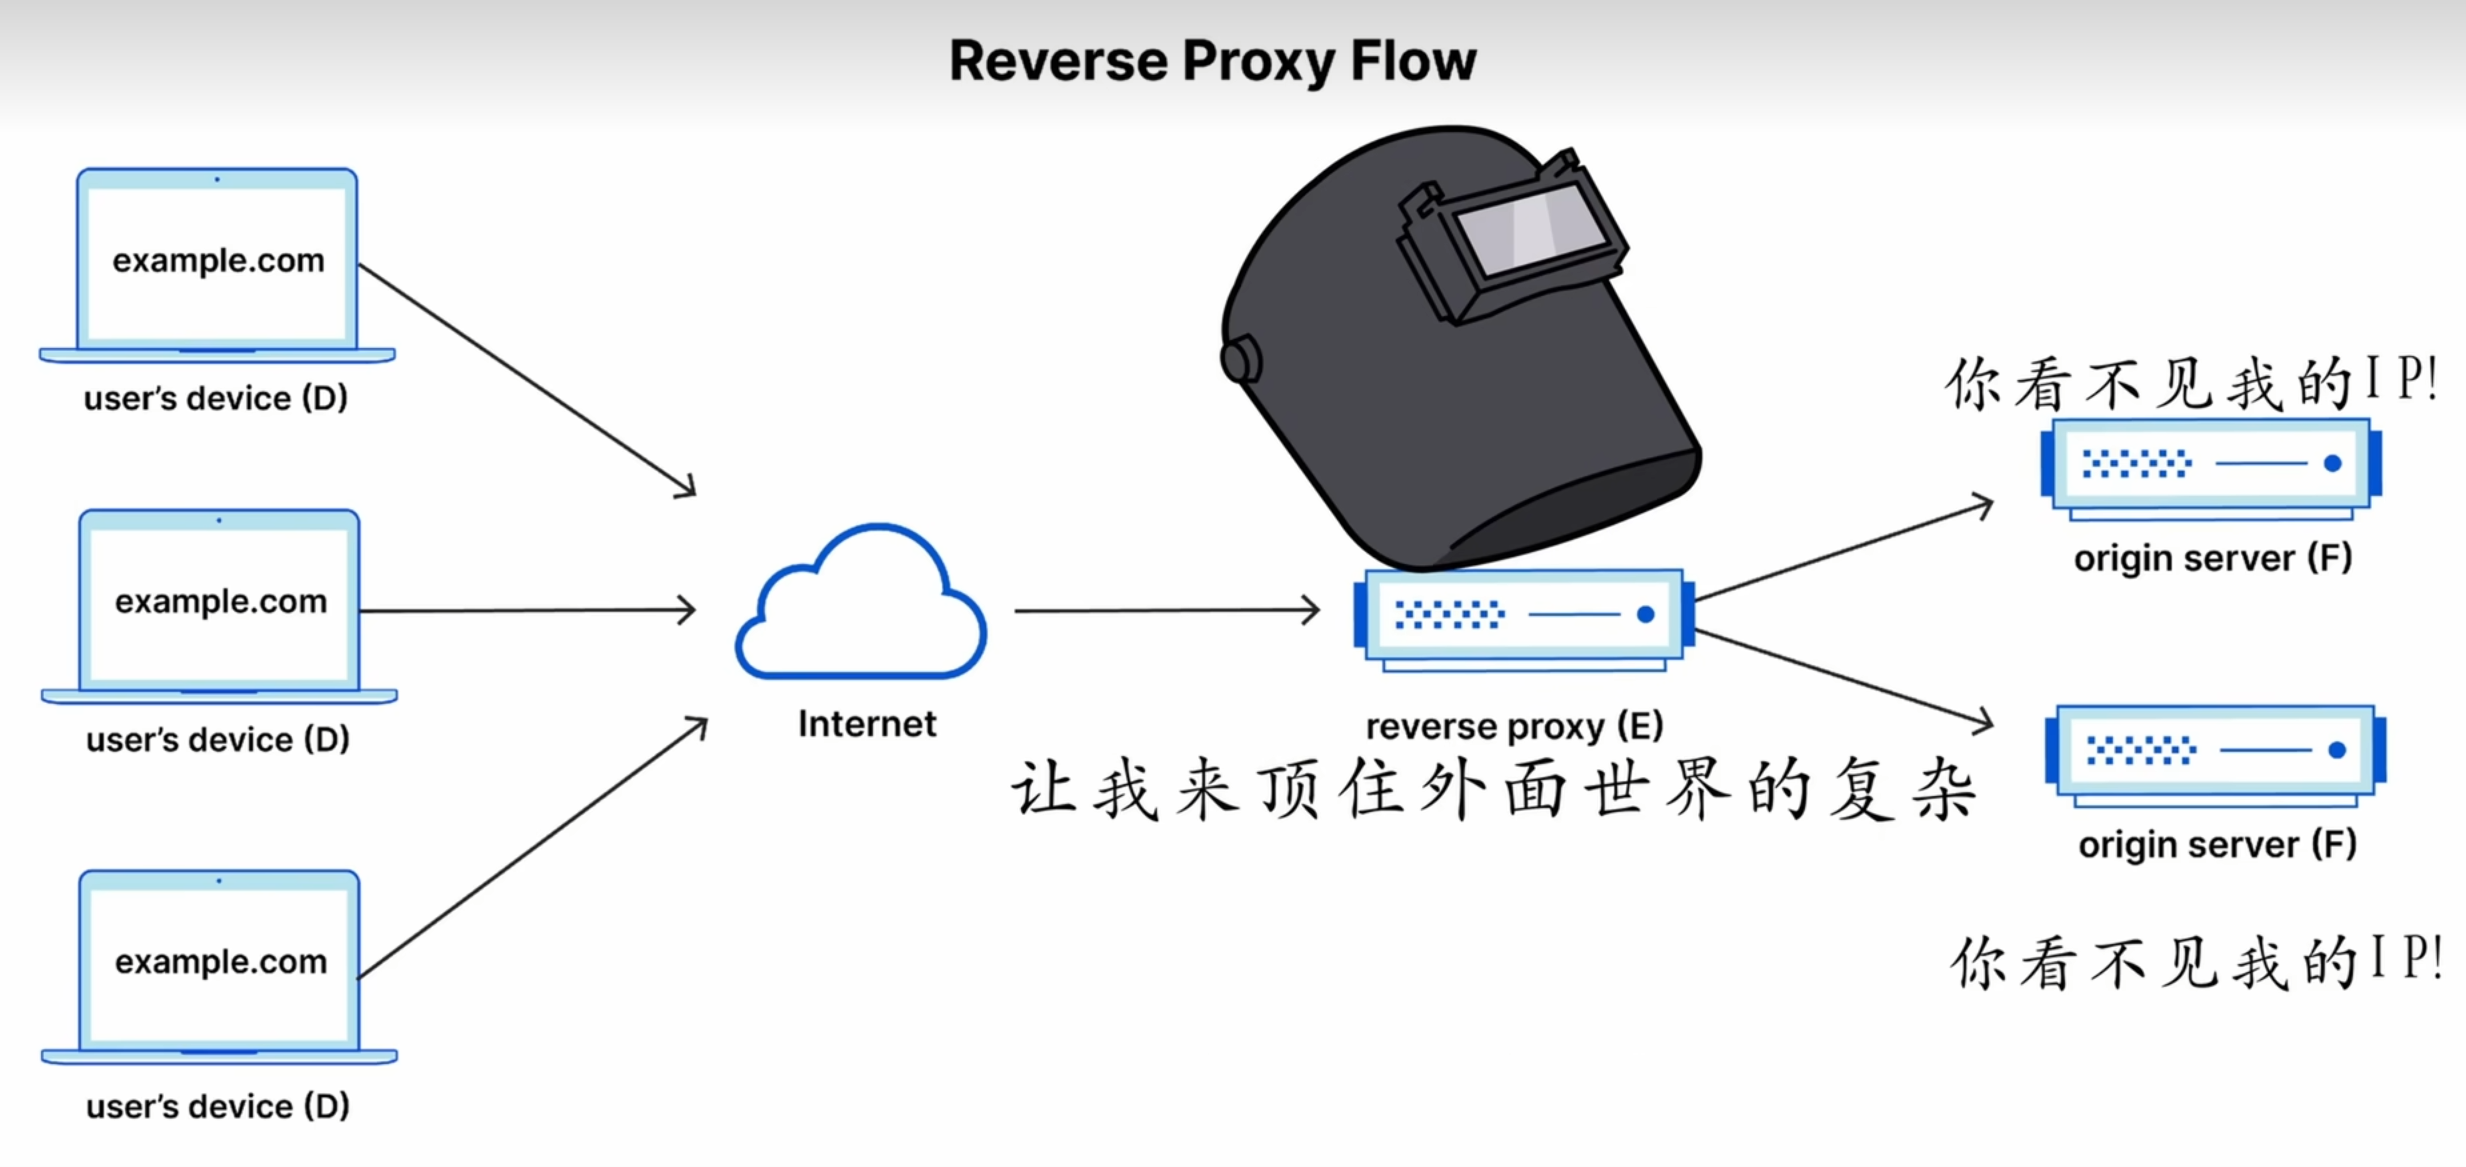 Reverse Proxy Flow
example.com
user's device (D)
example.com
user's device (D)
example.com
user's device (D)
Internet
reverse proxy (E)
让我来顶住外面世界的复杂
你看不见我的IP!
origin server (F)
origin server (F)
你看不见我的IP!